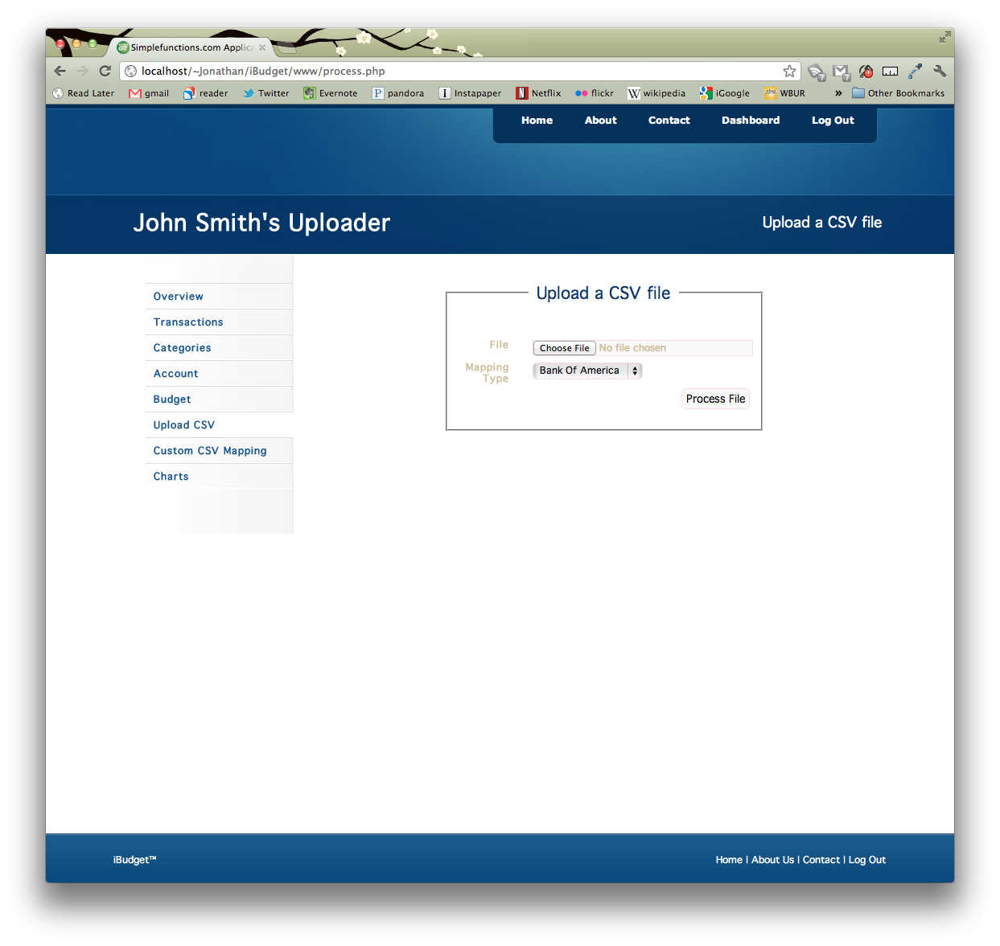 Simplefunctions.com Applica
localhost/~Jonathan/iBudget/www/process.php
Read Later gmail reader Twitter Evernote pandora Instapaper Netflix flickr wikipedia iGoogle WBUR » Other Bookmarks
Home About Contact Dashboard Log Out
John Smith's Uploader
Upload a CSV file
Overview
Transactions
Categories
Account
Budget
Upload CSV
Custom CSV Mapping
Charts
Upload a CSV file
File Choose File No file chosen
Mapping Type Bank Of America
Process File
iBudget™
Home | About Us | Contact | Log Out